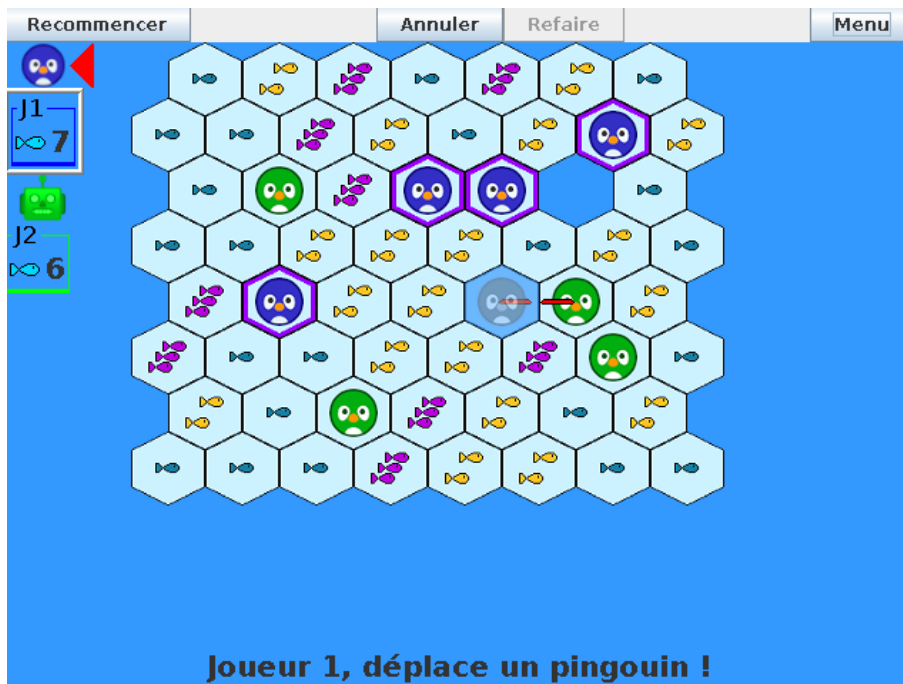 Recommencer Annuler Refaire Menu
J1
7
J2
6
Joueur 1, déplace un pingouin !